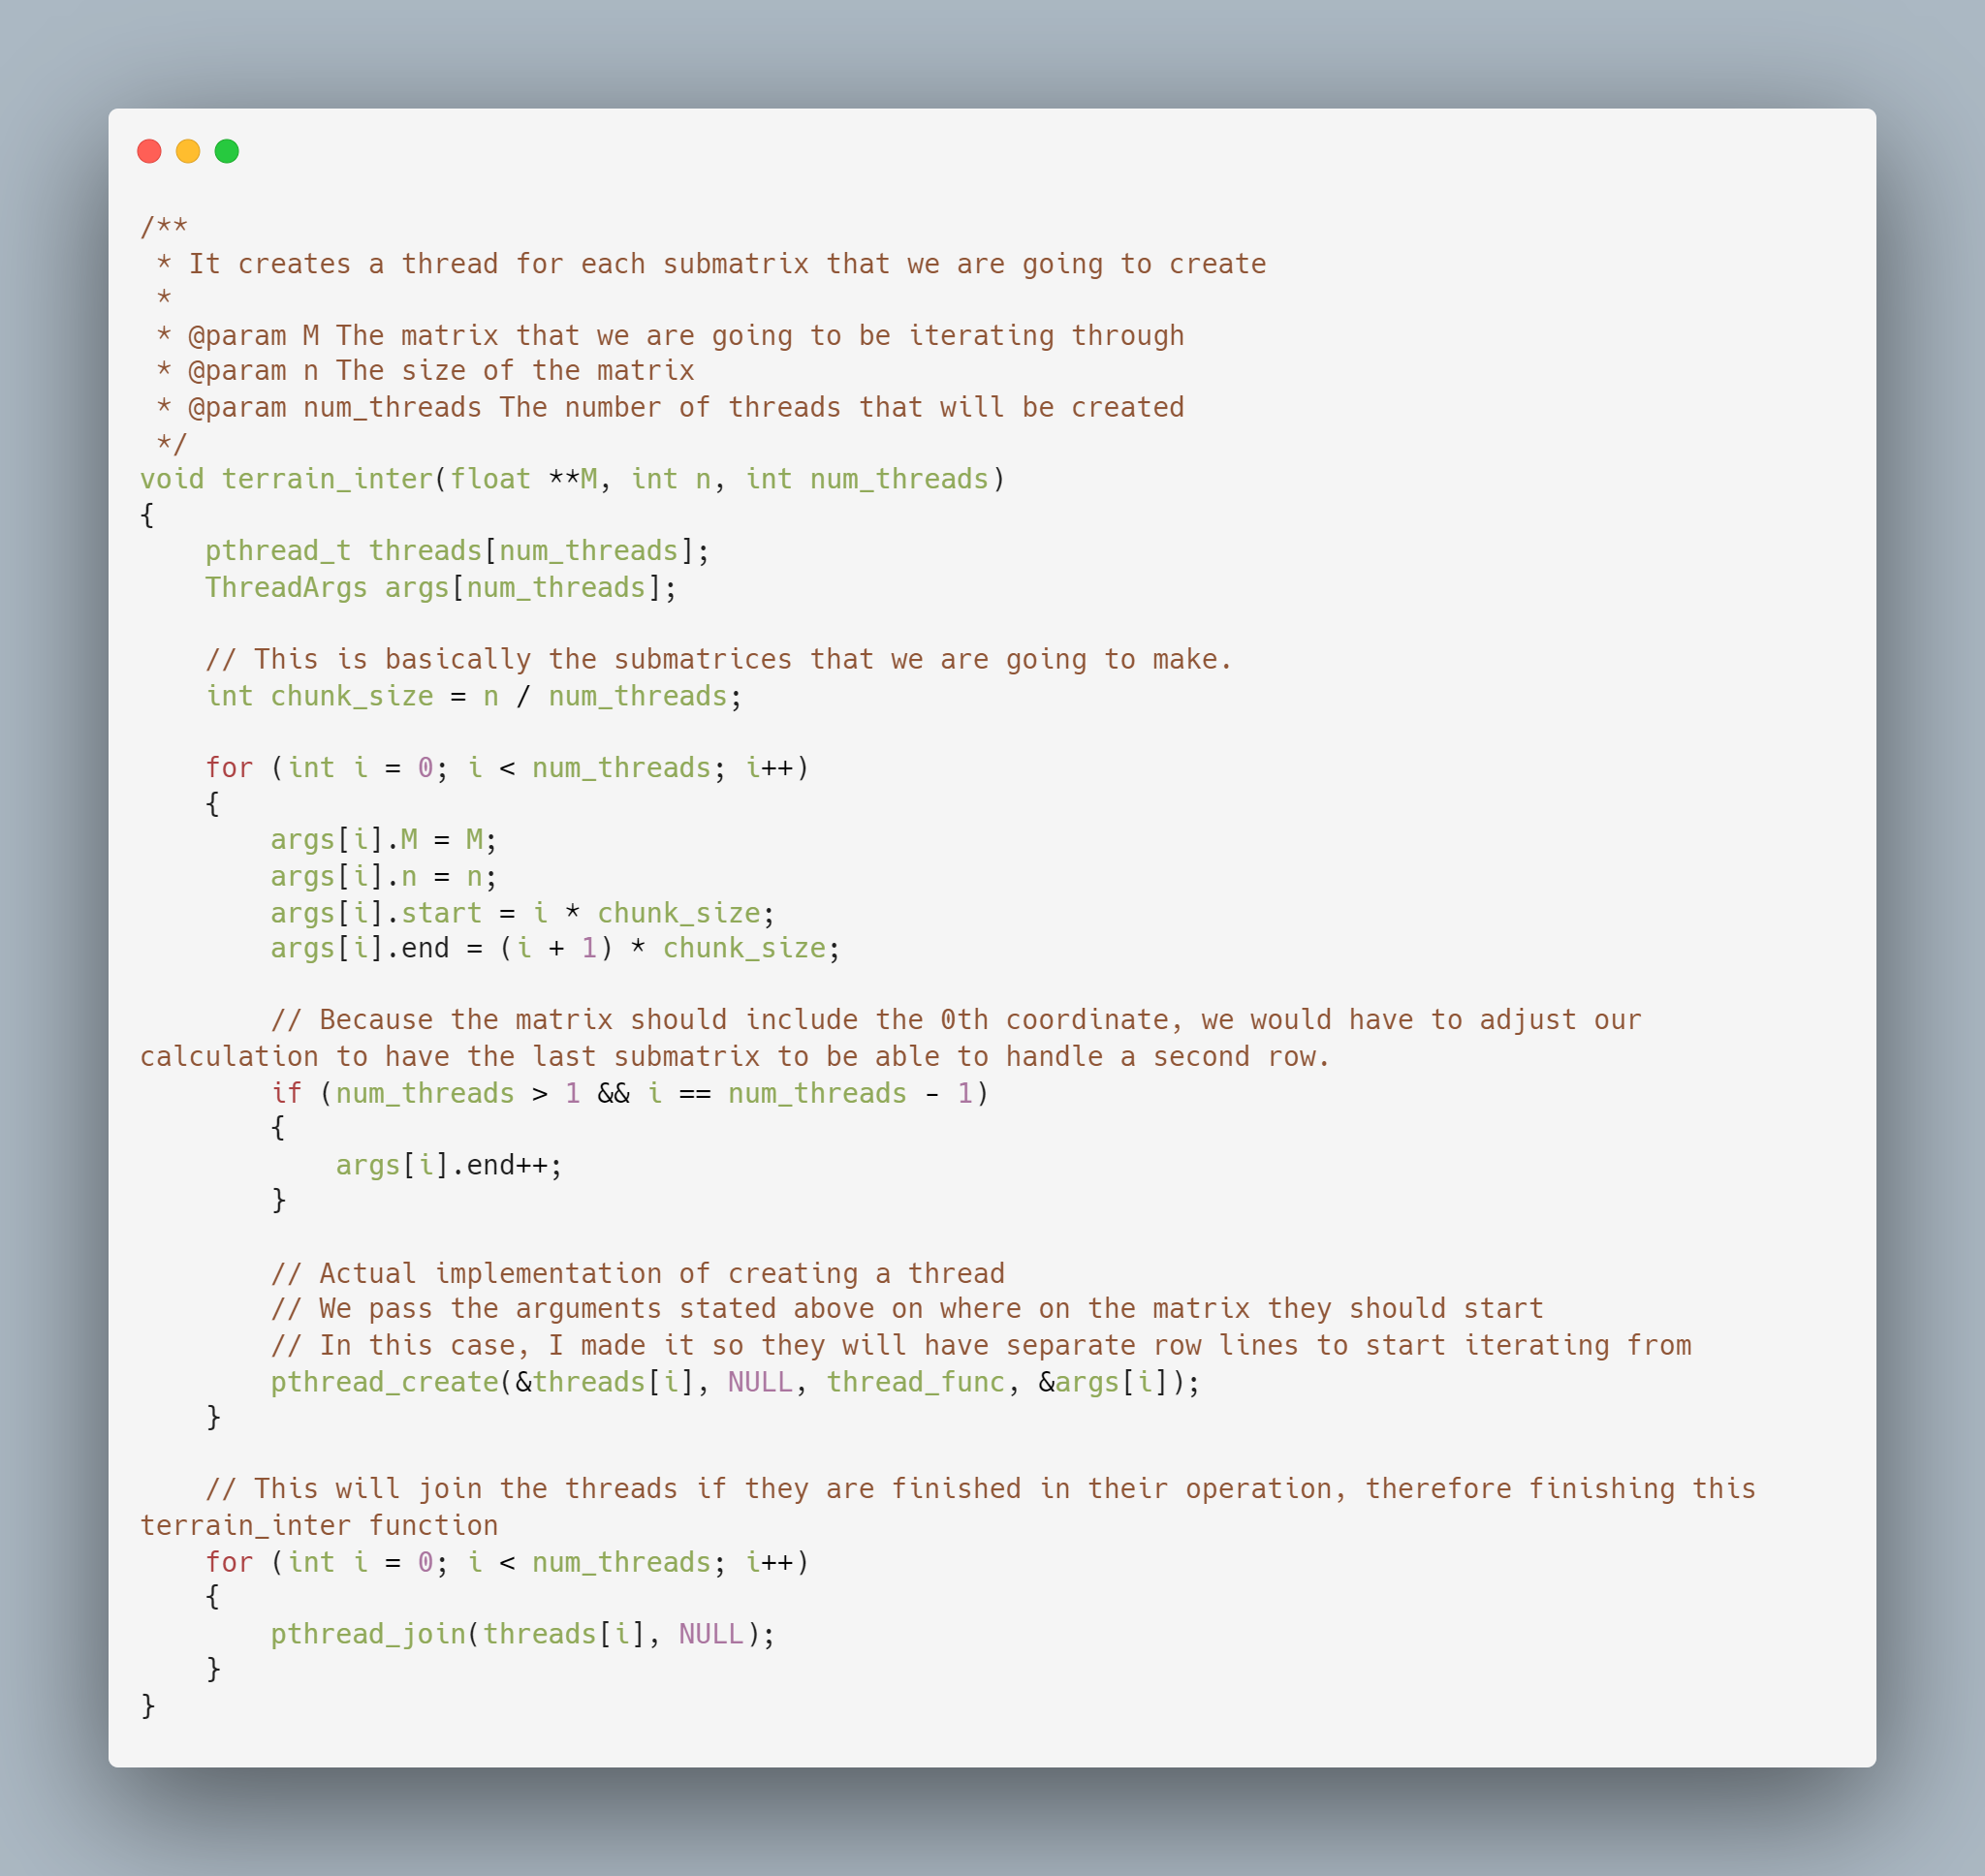 /**
 * It creates a thread for each submatrix that we are going to create
 *
 * @param M The matrix that we are going to be iterating through
 * @param n The size of the matrix
 * @param num_threads The number of threads that will be created
 */
void terrain_inter(float **M, int n, int num_threads)
{
    pthread_t threads[num_threads];
    ThreadArgs args[num_threads];

    // This is basically the submatrices that we are going to make.
    int chunk_size = n / num_threads;

    for (int i = 0; i < num_threads; i++)
    {
        args[i].M = M;
        args[i].n = n;
        args[i].start = i * chunk_size;
        args[i].end = (i + 1) * chunk_size;

        // Because the matrix should include the 0th coordinate, we would have to adjust our
calculation to have the last submatrix to be able to handle a second row.
        if (num_threads > 1 && i == num_threads - 1)
        {
            args[i].end++;
        }

        // Actual implementation of creating a thread
        // We pass the arguments stated above on where on the matrix they should start
        // In this case, I made it so they will have separate row lines to start iterating from
        pthread_create(&threads[i], NULL, thread_func, &args[i]);
    }

    // This will join the threads if they are finished in their operation, therefore finishing this
terrain_inter function
    for (int i = 0; i < num_threads; i++)
    {
        pthread_join(threads[i], NULL);
    }
}